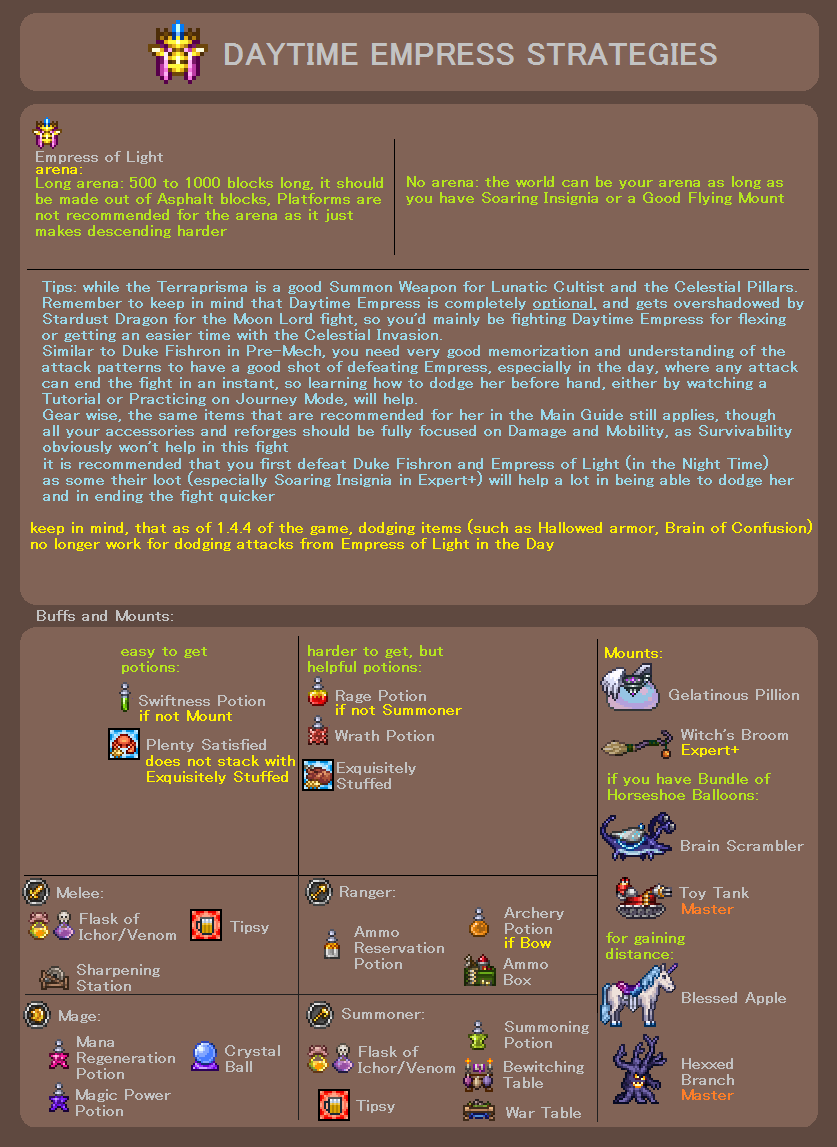 DAYTIME EMPRESS STRATEGIES
Empress of Light
arena:
Long arena: 500 to 1000 blocks long, it should
be made out of Asphalt blocks, Platforms are
not recommended for the arena as it just
makes descending harder
No arena: the world can be your arena as long as
you have Soaring Insignia or a Good Flying Mount
Tips: while the Terraprisma is a good Summon Weapon for Lunatic Cultist and the Celestial Pillars.
Remember to keep in mind that Daytime Empress is completely optional, and gets overshadowed by
Stardust Dragon for the Moon Lord fight, so you'd mainly be fighting Daytime Empress for flexing
or getting an easier time with the Celestial Invasion.
Similar to Duke Fishron in Pre-Mech, you need very good memorization and understanding of the
attack patterns to have a good shot of defeating Empress, especially in the day, where any attack
can end the fight in an instant, so learning how to dodge her before hand, either by watching a
Tutorial or Practicing on Journey Mode, will help.
Gear wise, the same items that are recommended for her in the Main Guide still applies, though
all your accessories and reforges should be fully focused on Damage and Mobility, as Survivability
obviously won't help in this fight
it is recommended that you first defeat Duke Fishron and Empress of Light (in the Night Time)
as some their loot (especially Soaring Insignia in Expert+) will help a lot in being able to dodge her
and in ending the fight quicker
keep in mind, that as of 1.4.4 of the game, dodging items (such as Hallowed armor, Brain of Confusion)
no longer work for dodging attacks from Empress of Light in the Day
Buffs and Mounts:
easy to get
potions:
Swiftness Potion
if not Mount
Plenty Satisfied
does not stack with
Exquisitely Stuffed
harder to get, but
helpful potions:
Rage Potion
if not Summoner
Wrath Potion
Exquisitely
Stuffed
Mounts:
Gelatinous Pillion
Witch's Broom
Expert+
if you have Bundle of
Horseshoe Balloons:
Brain Scrambler
Toy Tank
Master
for gaining
distance:
Blessed Apple
Hexxed
Branch
Master
Melee:
Flask of
Ichor/Venom
Tipsy
Sharpening
Station
Ranger:
Ammo
Reservation
Potion
Archery
Potion
if Bow
Ammo
Box
Mage:
Mana
Regeneration
Potion
Crystal
Ball
Magic Power
Potion
Summoner:
Flask of
Ichor/Venom
Tipsy
Summoning
Potion
Bewitching
Table
War Table